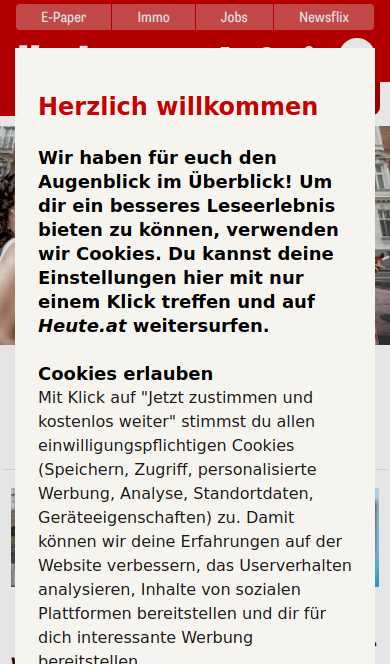 E-Paper
Immo
Jobs
Newsflix
Herzlich willkommen
Wir haben für euch den
Augenblick im Überblick! Um
dir ein besseres Leseerlebnis
bieten zu können, verwenden
wir Cookies. Du kannst deine
Einstellungen hier mit nur
einem Klick treffen und auf
Heute.at weitersurfen.
Cookies erlauben
Mit Klick auf "Jetzt zustimmen und
kostenlos weiter" stimmst du allen
einwilligungspflichtigen Cookies
(Speichern, Zugriff, personalisierte
Werbung, Analyse, Standortdaten,
Geräteeigenschaften) zu. Damit
können wir deine Erfahrungen auf der
Website verbessern, das Userverhalten
analysieren, Inhalte von sozialen
Plattformen bereitstellen und dir für
dich interessante Werbung
bereitstellen